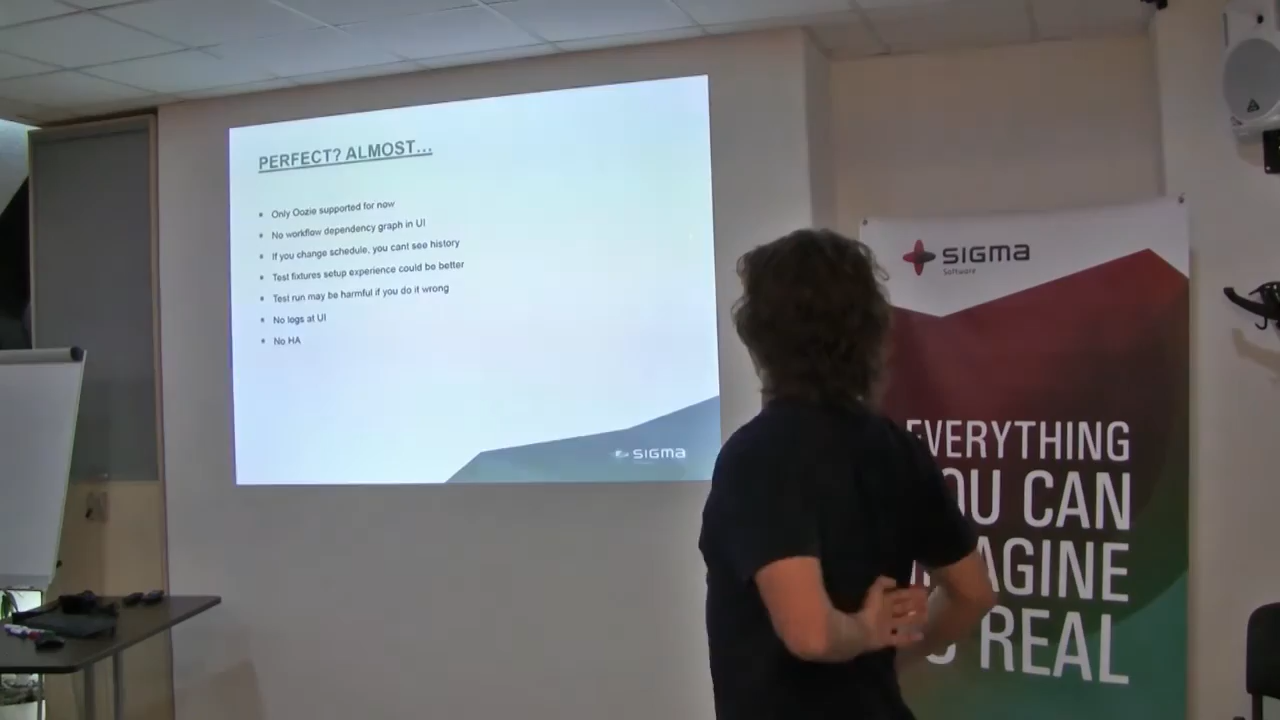 PERFECT? ALMOST...
Only Oozie supported for now
No workflow dependency graph in UI
If you change schedule, you cant see history
Test fixtures setup experience could be better
Test run may be harmful if you do it wrong
No logs at UI
No HA
SIGMA
SIGMA
Software
EVERYTHING
OU CAN
AGINE
REAL